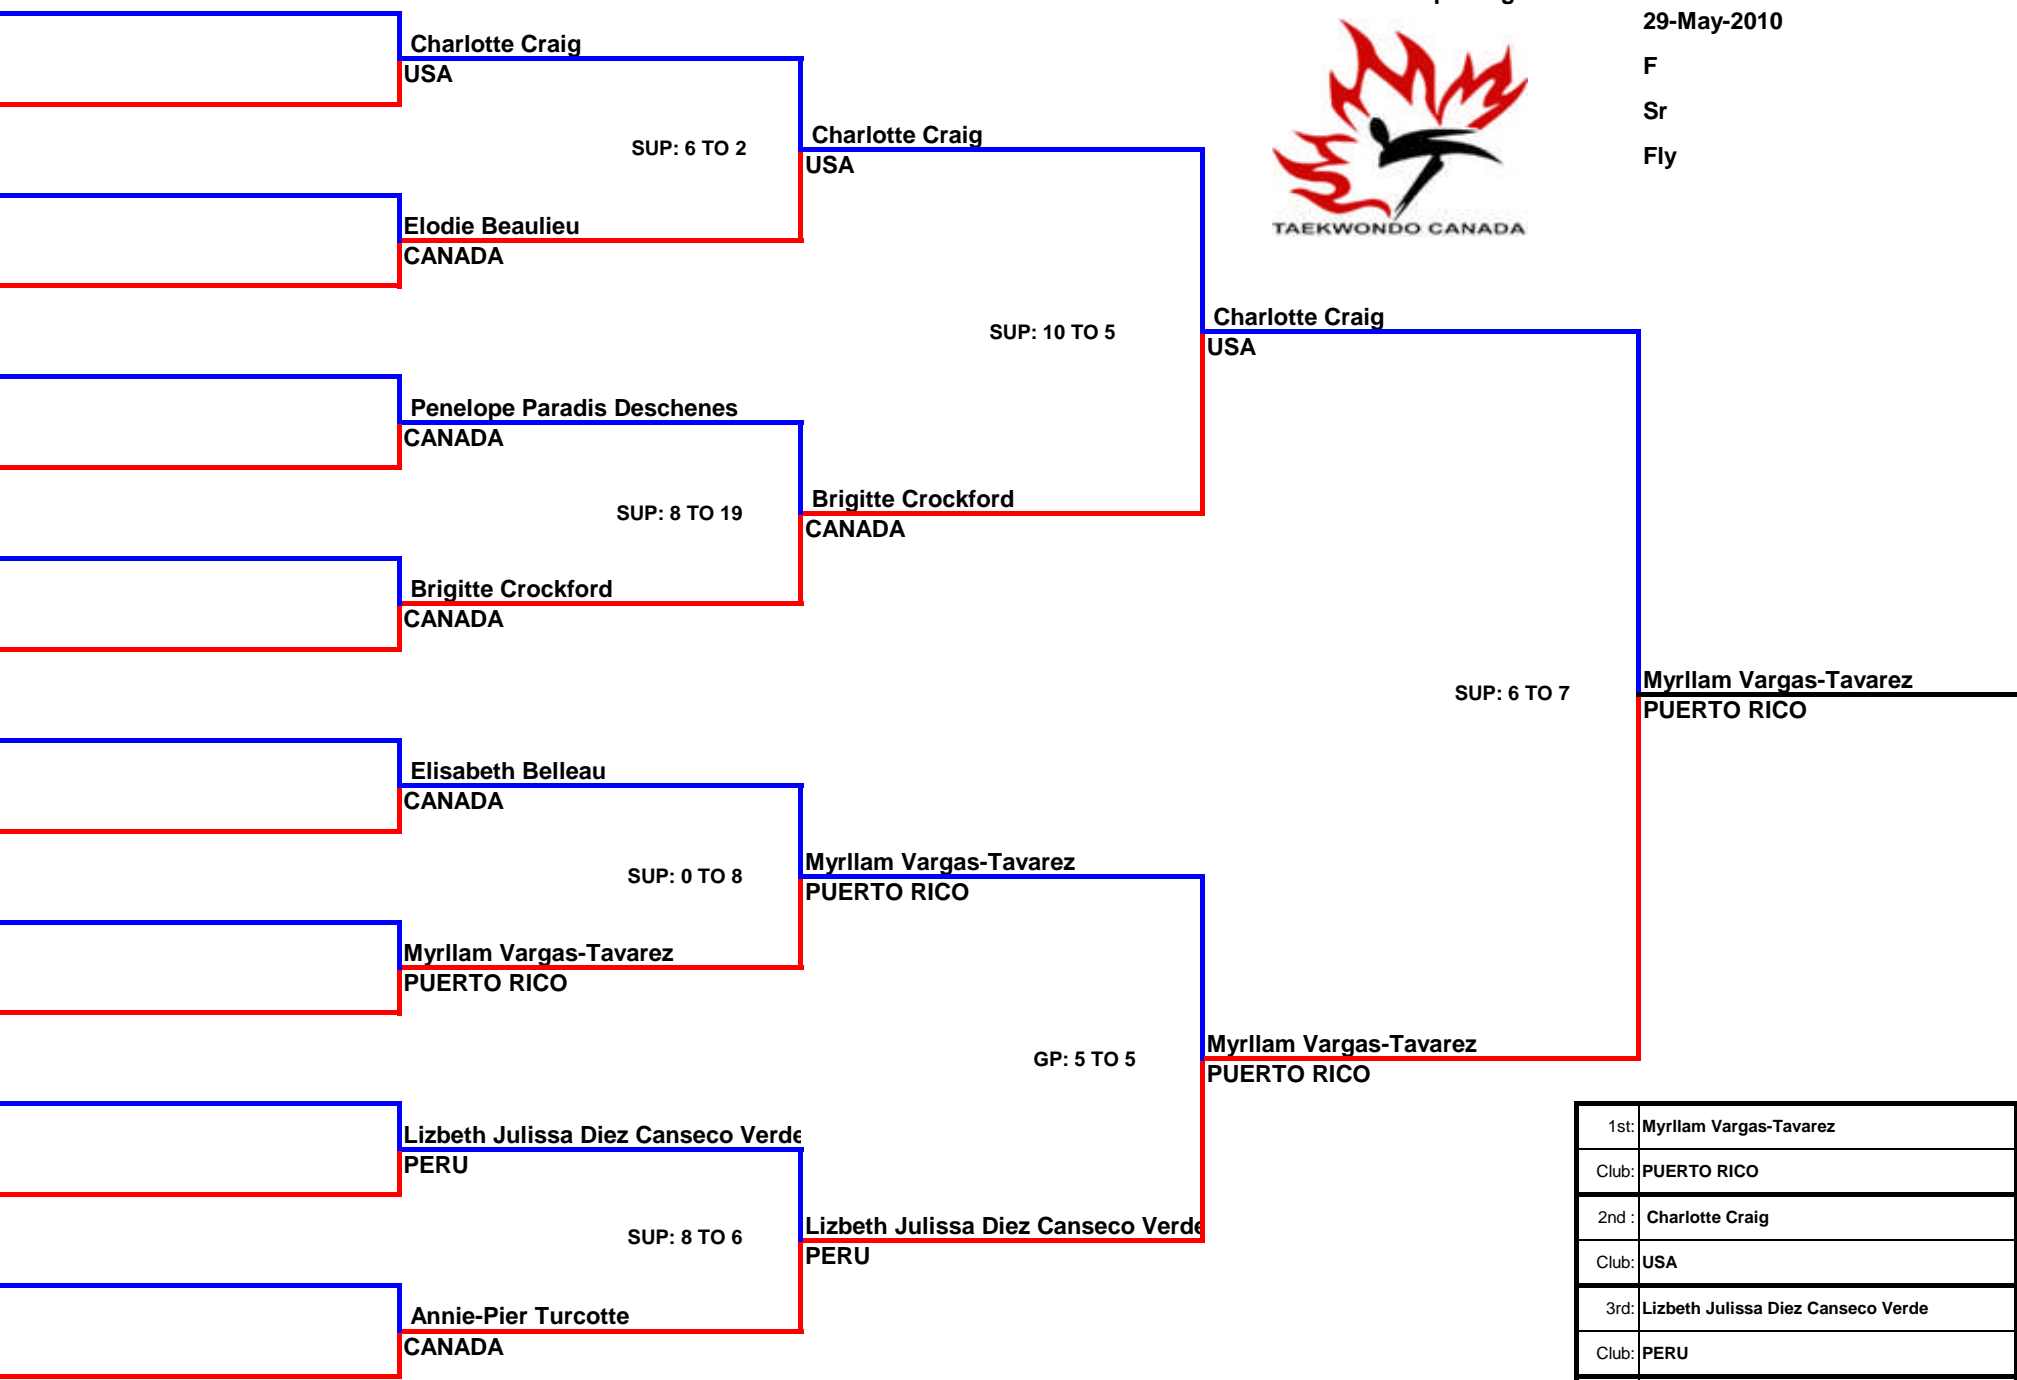 29-May-2010
F
Sr
Fly
TAEKWONDO CANADA
Charlotte Craig
USA
SUP: 6 TO 2
Elodie Beaulieu
CANADA
Charlotte Craig
USA
SUP: 10 TO 5
Penelope Paradis Deschenes
CANADA
SUP: 8 TO 19
Brigitte Crockford
CANADA
Brigitte Crockford
CANADA
Charlotte Craig
USA
SUP: 6 TO 7
Myrllam Vargas-Tavarez
PUERTO RICO
Elisabeth Belleau
CANADA
SUP: 0 TO 8
Myrllam Vargas-Tavarez
PUERTO RICO
Myrllam Vargas-Tavarez
PUERTO RICO
GP: 5 TO 5
Myrllam Vargas-Tavarez
PUERTO RICO
Lizbeth Julissa Diez Canseco Verde
PERU
SUP: 8 TO 6
Lizbeth Julissa Diez Canseco Verde
PERU
Annie-Pier Turcotte
CANADA
1st: Myrllam Vargas-Tavarez
Club: PUERTO RICO
2nd : Charlotte Craig
Club: USA
3rd: Lizbeth Julissa Diez Canseco Verde
Club: PERU